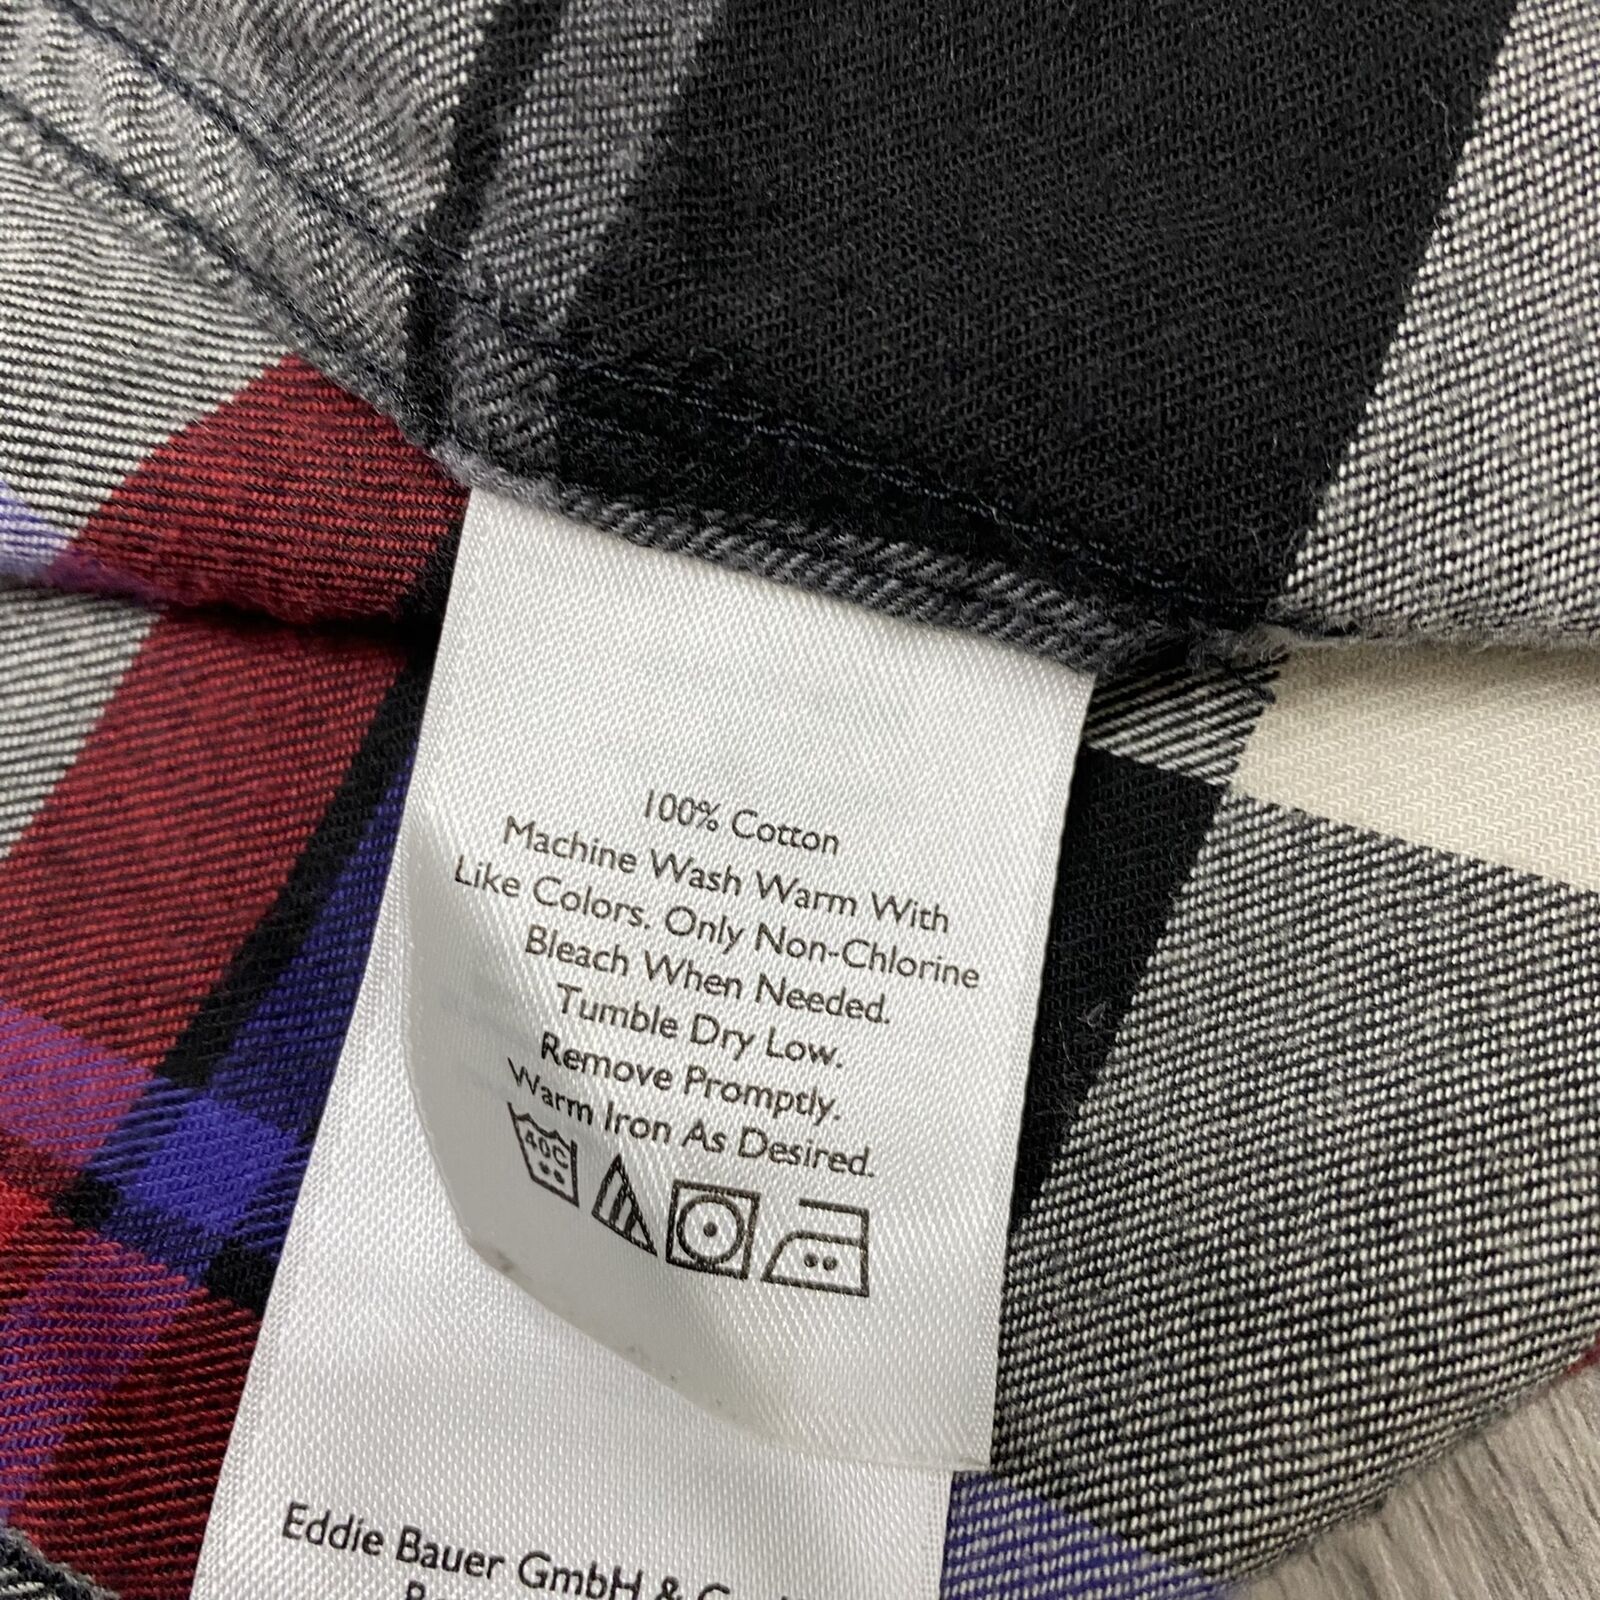 100% Cotton
Machine Wash Warm With
Like Colors. Only Non-Chlorine
Bleach When Needed.
Tumble Dry Low.
Remove Promptly.
Warm Iron As Desired.
40C
Eddie Bauer GmbH &